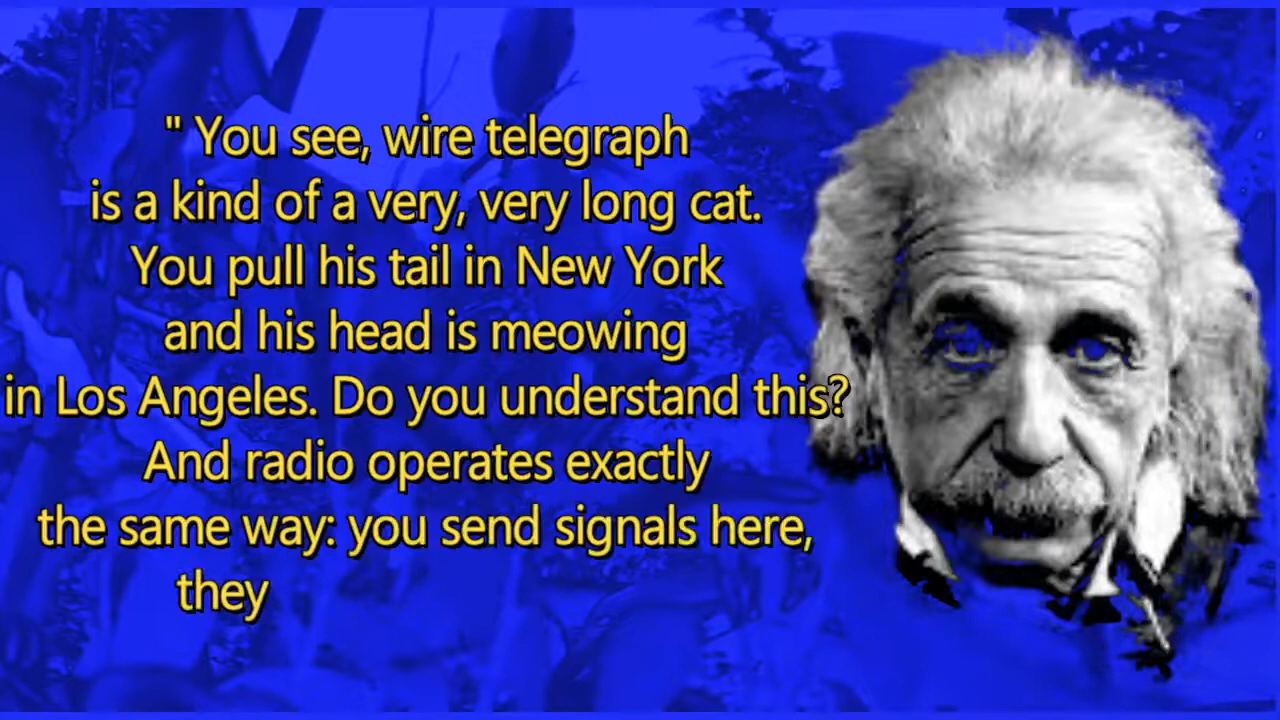 " You see, wire telegraph
is a kind of a very, very long cat.
You pull his tail in New York
and his head is meowing
in Los Angeles. Do you understand this?
And radio operates exactly
the same way: you send signals here,
they